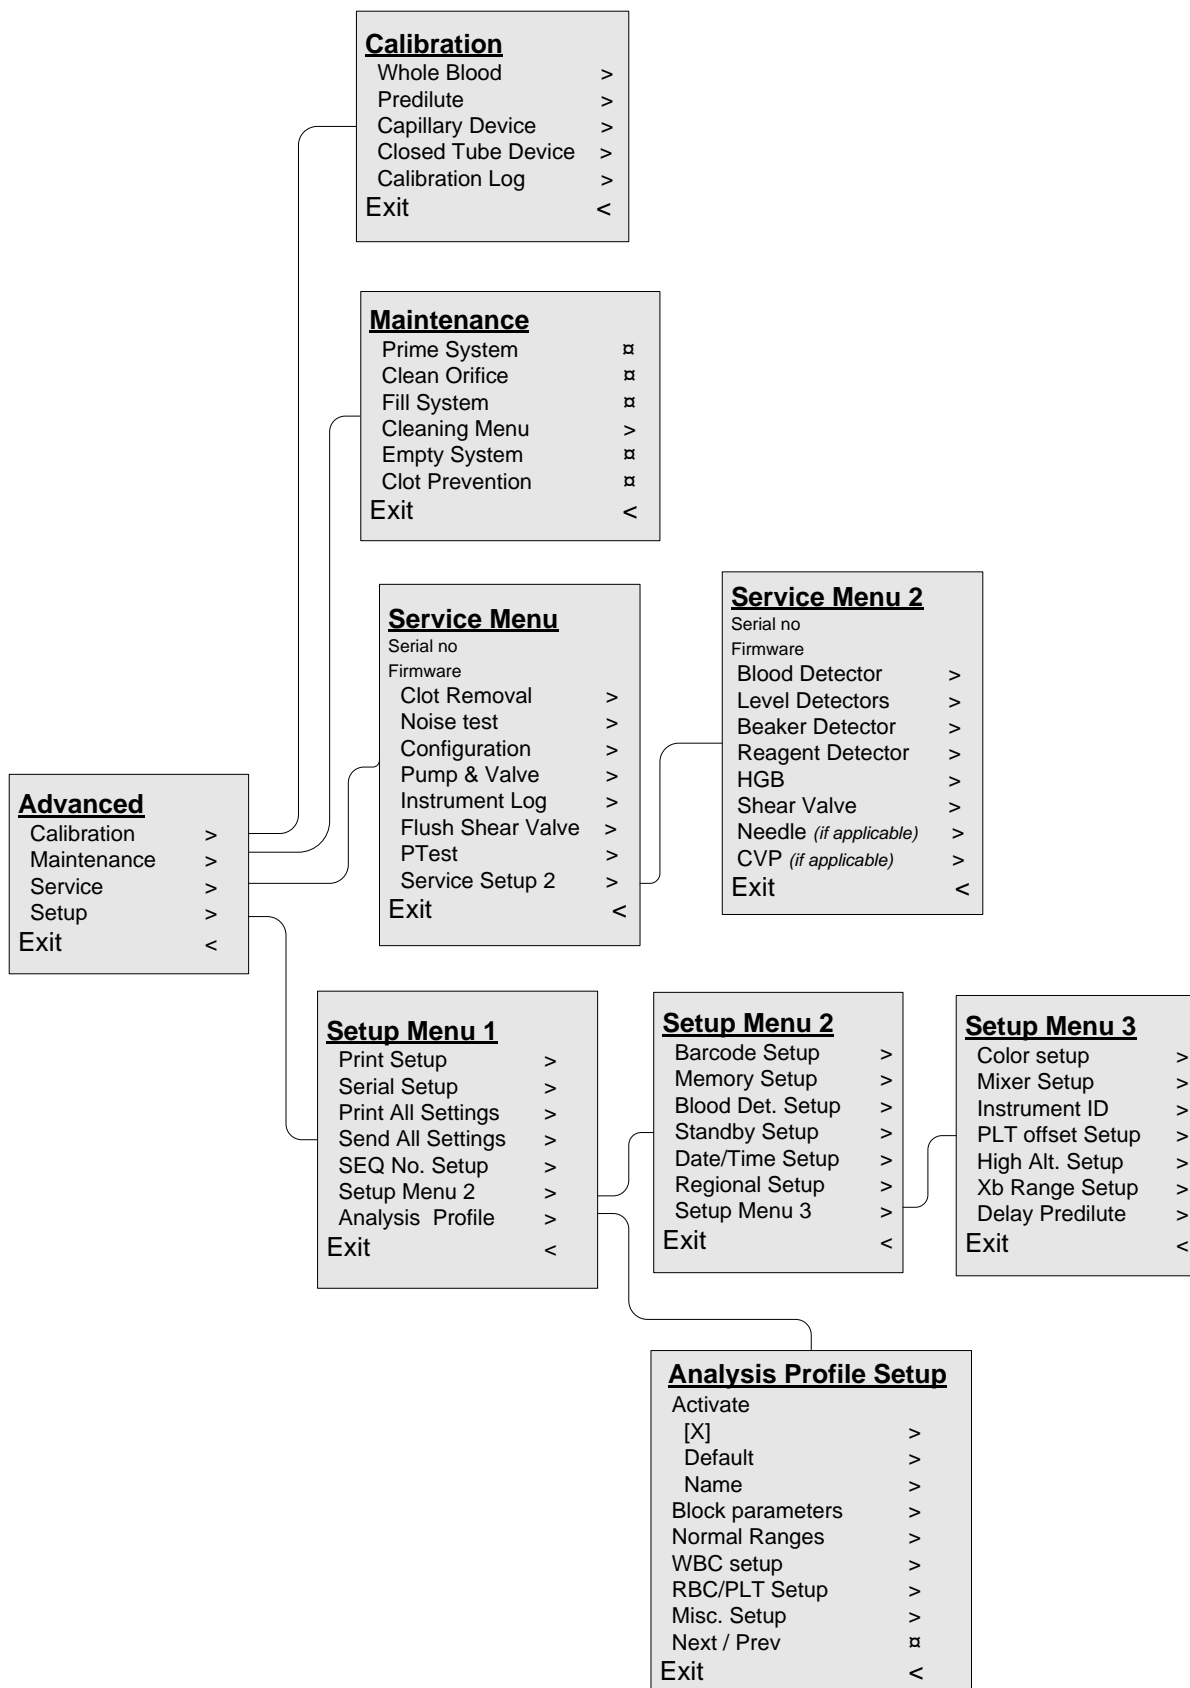 Calibration
Whole Blood >
Predilute >
Capillary Device >
Closed Tube Device >
Calibration Log >
Exit <
Maintenance
Prime System ¤
Clean Orifice ¤
Fill System ¤
Cleaning Menu >
Empty System ¤
Clot Prevention ¤
Exit <
Service Menu
Serial no
Firmware
Clot Removal >
Noise test >
Configuration >
Pump & Valve >
Instrument Log >
Flush Shear Valve >
PTest >
Service Setup 2 >
Exit <
Service Menu 2
Serial no
Firmware
Blood Detector >
Level Detectors >
Beaker Detector >
Reagent Detector >
HGB >
Shear Valve >
Needle (if applicable) >
CVP (if applicable) >
Exit <
Advanced
Calibration >
Maintenance >
Service >
Setup >
Exit <
Setup Menu 1
Print Setup >
Serial Setup >
Print All Settings >
Send All Settings >
SEQ No. Setup >
Setup Menu 2 >
Analysis Profile >
Exit <
Setup Menu 2
Barcode Setup >
Memory Setup >
Blood Det. Setup >
Standby Setup >
Date/Time Setup >
Regional Setup >
Setup Menu 3 >
Exit <
Setup Menu 3
Color setup >
Mixer Setup >
Instrument ID >
PLT offset Setup >
High Alt. Setup >
Xb Range Setup >
Delay Predilute >
Exit <
Analysis Profile Setup
Activate
[X] >
Default >
Name >
Block parameters >
Normal Ranges >
WBC setup >
RBC/PLT Setup >
Misc. Setup >
Next / Prev ¤
Exit <